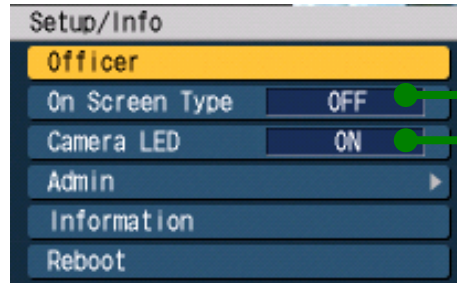 Setup/Info
Officer
On Screen Type OFF
Camera LED ON
Admin
Information
Reboot